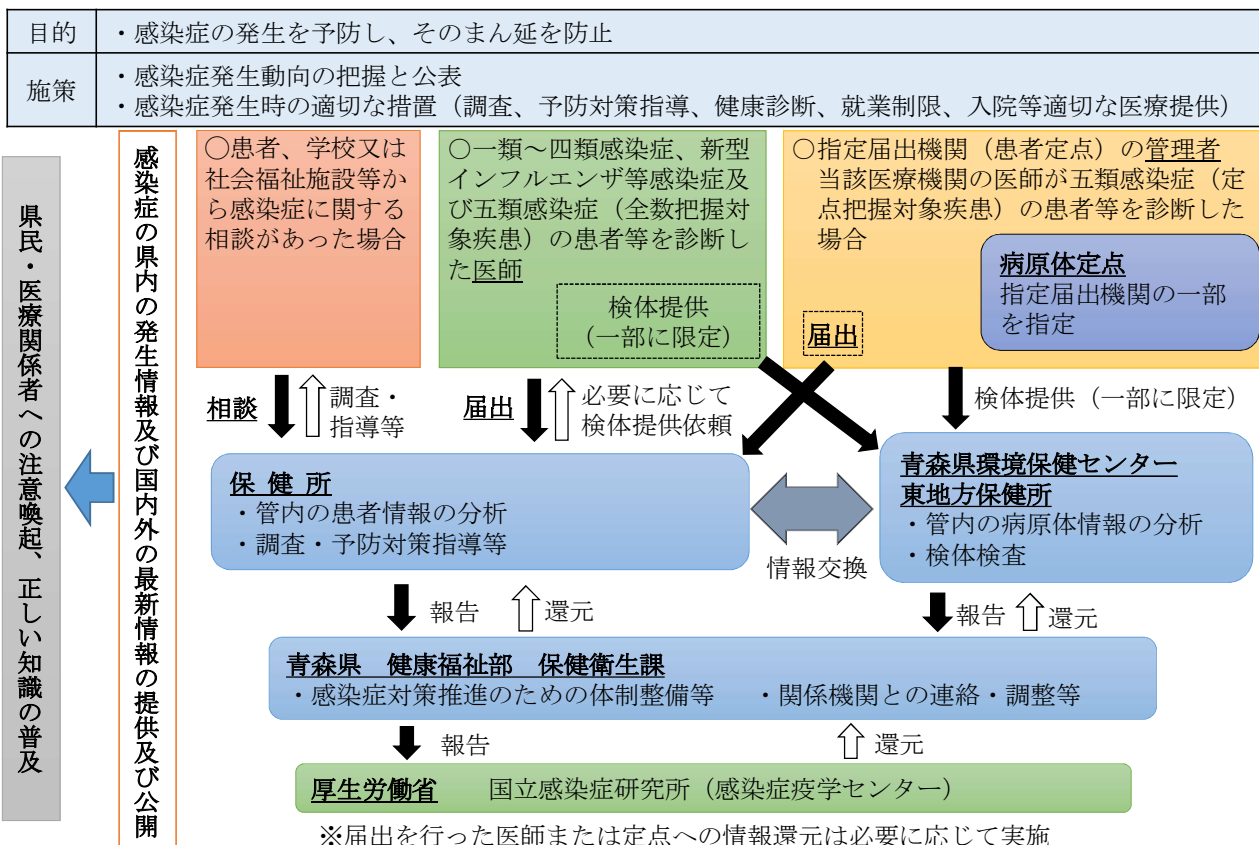 目的
・感染症の発生を予防し、そのまん延を防止
施策
・感染症発生動向の把握と公表
・感染症発生時の適切な措置（調査、予防対策指導、健康診断、就業制限、入院等適切な医療提供）
県民・医療関係者への注意喚起、正しい知識の普及
感染症の県内の発生情報及び国内外の最新情報の提供及び公開
○患者、学校又は
社会福祉施設等か
ら感染症に関する
相談があった場合
○一類～四類感染症、新型
インフルエンザ等感染症及
び五類感染症（全数把握対
象疾患）の患者等を診断し
た医師
検体提供
（一部に限定）
○指定届出機関（患者定点）の管理者
当該医療機関の医師が五類感染症（定
点把握対象疾患）の患者等を診断した
場合
病原体定点
指定届出機関の一部
を指定
届出
相談
調査・
指導等
届出
必要に応じて
検体提供依頼
検体提供（一部に限定）
保 健 所
・管内の患者情報の分析
・調査・予防対策指導等
情報交換
青森県環境保健センター
東地方保健所
・管内の病原体情報の分析
・検体検査
報告
還元
報告
還元
青森県　健康福祉部　保健衛生課
・感染症対策推進のための体制整備等　・関係機関との連絡・調整等
報告
還元
厚生労働省　国立感染症研究所（感染症疫学センター）
※届出を行った医師または定点への情報還元は必要に応じて実施